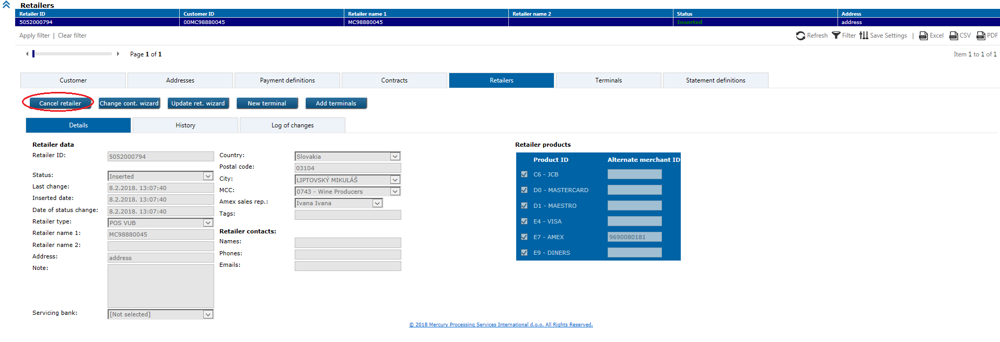 Retailers
Retailer ID Customer ID Retailer name 1 Retailer name 2 Status Address
5052000794 00MC98880045 MC98880045 Inserted address
Apply filter | Clear filter Refresh Filter Save Settings | Excel CSV PDF
Page 1 of 1 Item 1 to 1 of 1
Customer Addresses Payment definitions Contracts Retailers Terminals Statement definitions
Cancel retailer Change cont. wizard Update ret. wizard New terminal Add terminals
Details History Log of changes
Retailer data
Retailer ID: 5052000794
Status: Inserted
Last change: 8.2.2018. 13:07:40
Inserted date: 8.2.2018. 13:07:40
Date of status change: 8.2.2018. 13:07:40
Retailer type: POS VUB
Retailer name 1: MC98880045
Retailer name 2:
Address: address
Note:
Servicing bank: [Not selected]
Country: Slovakia
Postal code: 03104
City: LIPTOVSKÝ MIKULÁŠ
MCC: 0743 - Wine Producers
Amex sales rep.: Ivana Ivana
Tags:
Retailer contacts:
Names:
Phones:
Emails:
Retailer products
Product ID Alternate merchant ID
C6 - JCB
D0 - MASTERCARD
D1 - MAESTRO
E4 - VISA
E7 - AMEX 9690080181
E9 - DINERS
© 2018 Mercury Processing Services International d.o.o. All Rights Reserved.